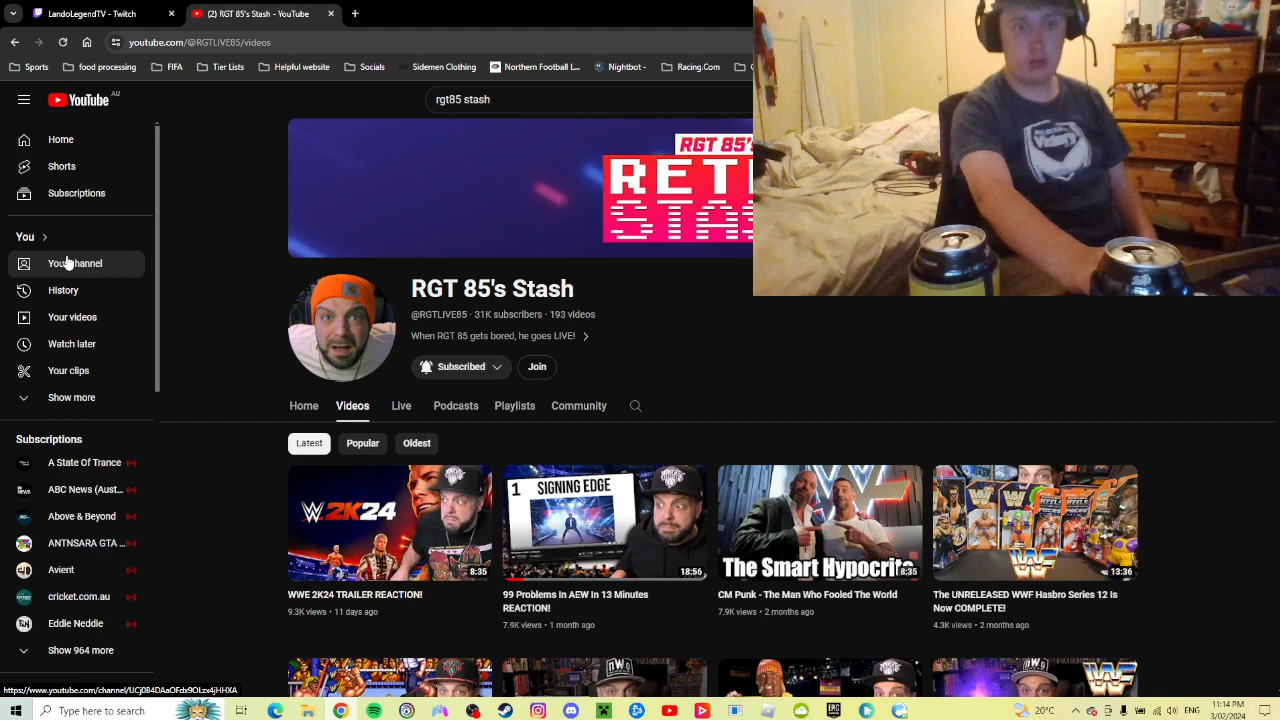 LandoLegendTV - Twitch
(2) RGT 85's Stash - YouTube
youtube.com/@RGTLIVE85/videos
Sports
Podcasts
FIFA
Tier Lists
Helpful website
Socials
Sidemen Clothing
Northern Football L...
Nightbot -
Racing.Com
YouTube AU
rgt85 stash
Home
Shorts
Subscriptions
You
History
Your videos
Watch later
Your clips
Show more
Subscriptions
A State Of Trance
ABC News (Aust...
Above & Beyond
ANTNSARA GTA ...
Avient
cricket.com.au
Eddie Neddie
Show 964 more
RGT 85'S
RGT 85's Stash
@RGTLIVE85 · 31K subscribers · 193 videos
When RGT 85 gets bored, he goes LIVE!
Subscribed
Join
Home
Videos
Live
Podcasts
Playlists
Community
Latest
Popular
Oldest
W 2K24
8:35
1 SIGNING EDGE
18:56
The Smart Hypocrite
8:35
13:36
WWE 2K24 TRAILER REACTION!
9.3K views • 11 days ago
99 Problems In AEW In 13 Minutes
REACTION!
7.9K views • 1 month ago
CM Punk - The Man Who Fooled The World
7.9K views • 2 months ago
The UNRELEASED WWF Hasbro Series 12 Is
Now COMPLETE!
4.3K views • 2 months ago
Victory
Type here to search
20°C
ENG
11:14 PM
3/02/2024